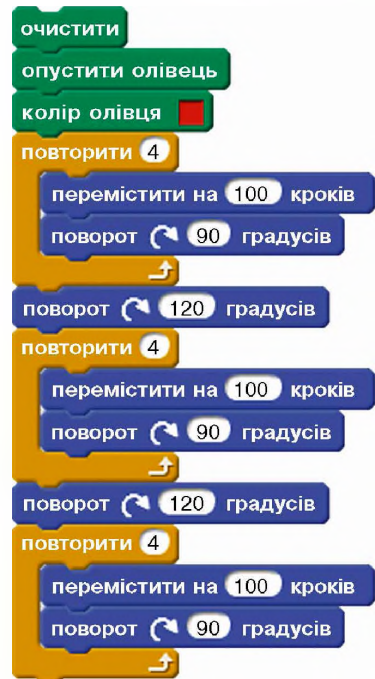 очистити
опустити олівець
колір олівця
повторити 4
перемістити на 100 кроків
поворот 90 градусів
поворот 120 градусів
повторити 4
перемістити на 100 кроків
поворот 90 градусів
поворот 120 градусів
повторити 4
перемістити на 100 кроків
поворот 90 градусів